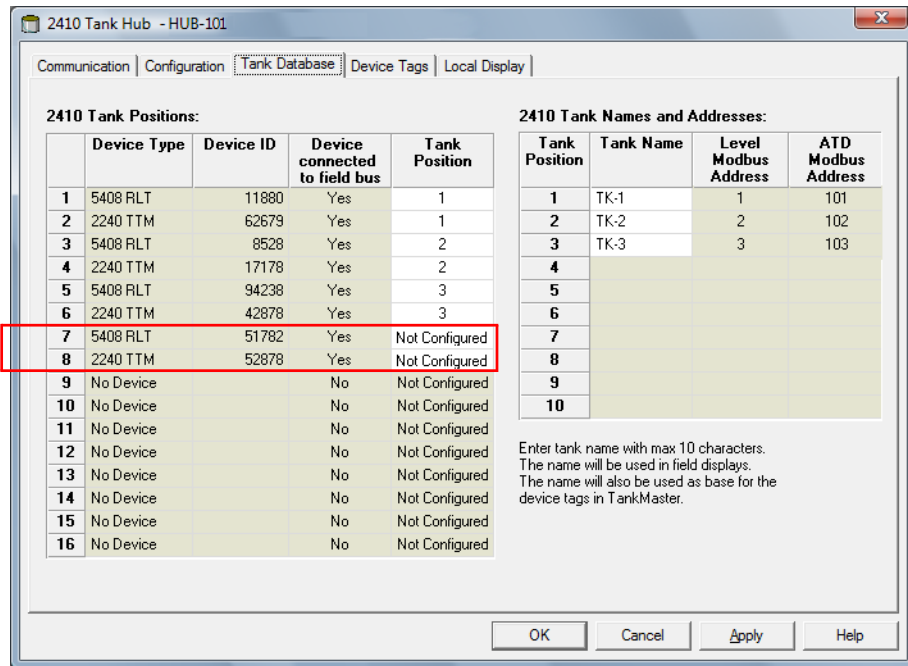 2410 Tank Hub - HUB-101
x
Communication Configuration Tank Database Device Tags Local Display
2410 Tank Positions:
Device Type Device ID Device connected to field bus Tank Position
1 5408 RLT 11880 Yes 1
2 2240 TTM 62679 Yes 1
3 5408 RLT 8528 Yes 2
4 2240 TTM 17178 Yes 2
5 5408 RLT 94238 Yes 3
6 2240 TTM 42878 Yes 3
7 5408 RLT 51782 Yes Not Configured
8 2240 TTM 52878 Yes Not Configured
9 No Device No Not Configured
10 No Device No Not Configured
11 No Device No Not Configured
12 No Device No Not Configured
13 No Device No Not Configured
14 No Device No Not Configured
15 No Device No Not Configured
16 No Device No Not Configured
2410 Tank Names and Addresses:
Tank Position Tank Name Level Modbus Address ATD Modbus Address
1 TK-1 1 101
2 TK-2 2 102
3 TK-3 3 103
4
5
6
7
8
9
10
Enter tank name with max 10 characters.
The name will be used in field displays.
The name will also be used as base for the
device tags in TankMaster.
OK Cancel Apply Help